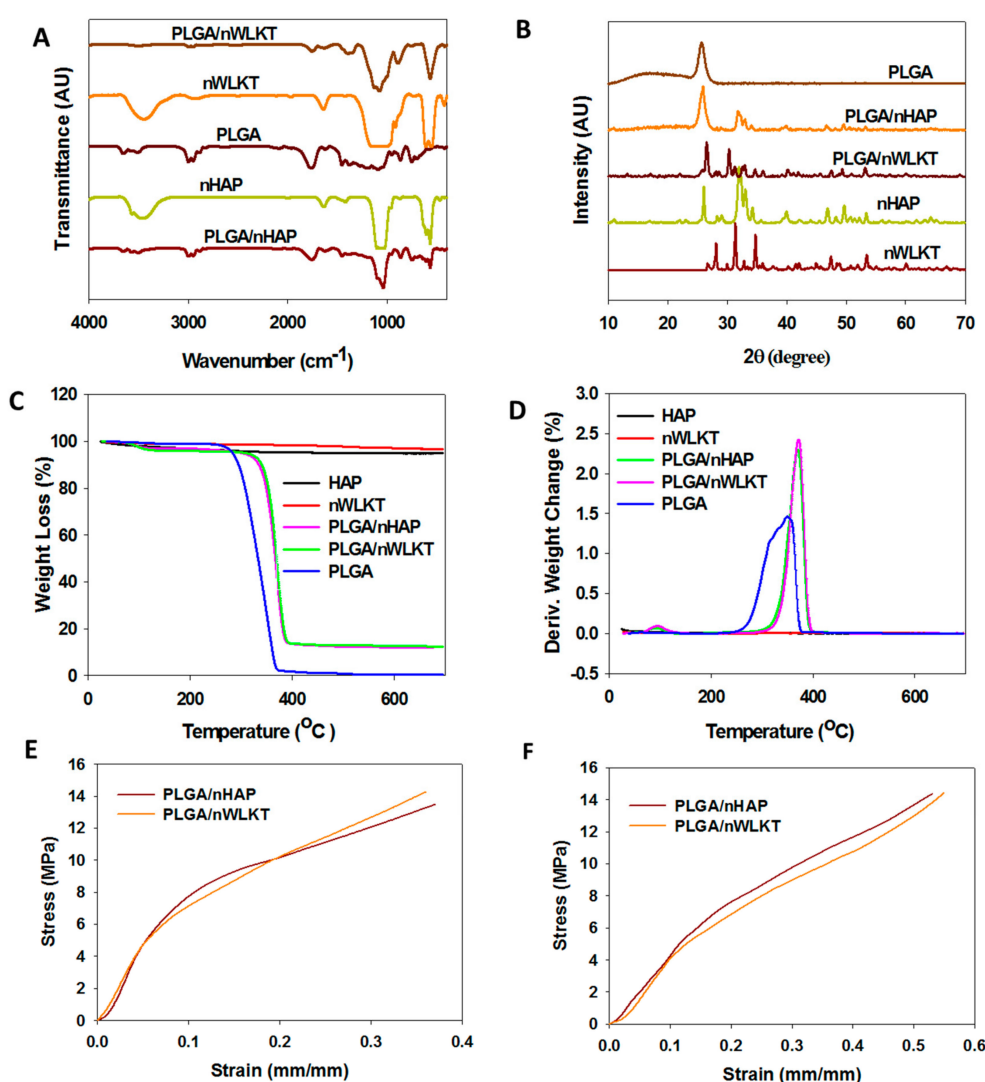 A
PLGA/nWLKT
nWLKT
PLGA
nHAP
PLGA/nHAP
Transmittance (AU)
4000 3000 2000 1000
Wavenumber (cm-1)
B
PLGA
PLGA/nHAP
PLGA/nWLKT
nHAP
nWLKT
Intensity (AU)
10 20 30 40 50 60 70
2θ (degree)
C
120
100
80
60
40
20
0
Weight Loss (%)
HAP
nWLKT
PLGA/nHAP
PLGA/nWLKT
PLGA
0 200 400 600
Temperature (OC )
D
3.0
2.5
2.0
1.5
1.0
0.5
0.0
-0.5
Deriv. Weight Change (%)
HAP
nWLKT
PLGA/nHAP
PLGA/nWLKT
PLGA
0 200 400 600
Temperature (OC)
E
16
14
12
10
8
6
4
2
0
Stress (MPa)
PLGA/nHAP
PLGA/nWLKT
0.0 0.1 0.2 0.3 0.4
Strain (mm/mm)
F
16
14
12
10
8
6
4
2
0
Stress (MPa)
PLGA/nHAP
PLGA/nWLKT
0.0 0.1 0.2 0.3 0.4 0.5 0.6
Strain (mm/mm)